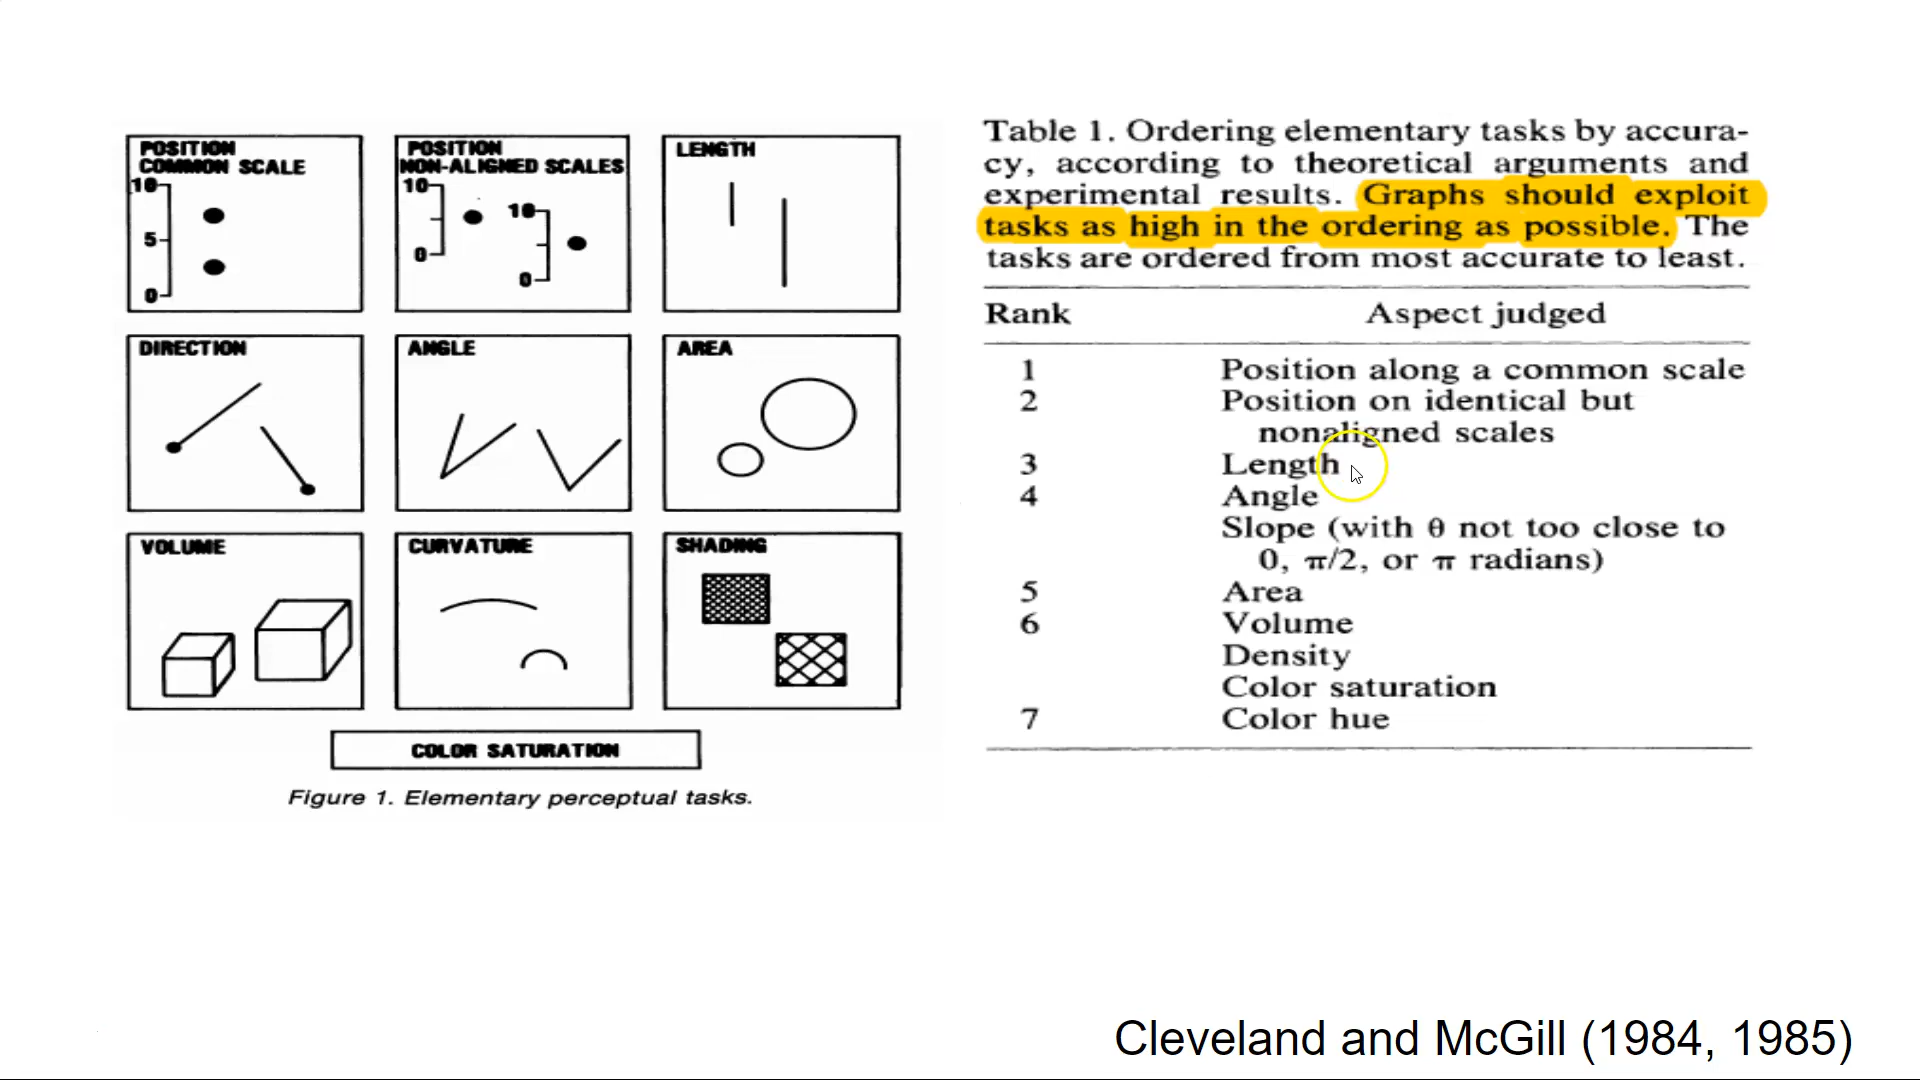 POSITION
COMMON SCALE
10
5
0
POSITION
NON-ALIGNED SCALES
10
0
10
0
LENGTH
DIRECTION
ANGLE
AREA
VOLUME
CURVATURE
SHADING
COLOR SATURATION
Figure 1. Elementary perceptual tasks.
Table 1. Ordering elementary tasks by accura-
cy, according to theoretical arguments and
experimental results. Graphs should exploit
tasks as high in the ordering as possible. The
tasks are ordered from most accurate to least.
Rank Aspect judged
1 Position along a common scale
2 Position on identical but
nonaligned scales
3 Length
4 Angle
Slope (with θ not too close to
0, π/2, or π radians)
5 Area
6 Volume
Density
Color saturation
7 Color hue
Cleveland and McGill (1984, 1985)